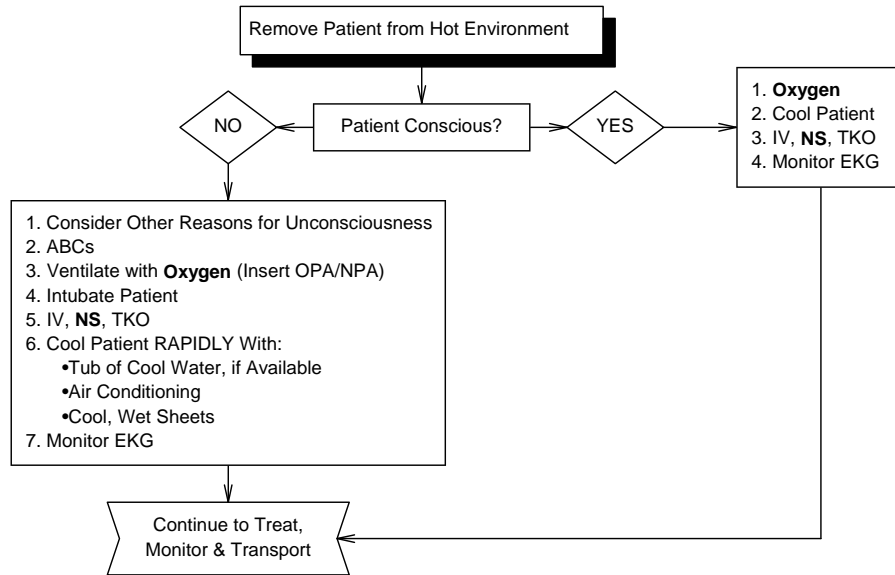 Remove Patient from Hot Environment
Patient Conscious?
NO
YES
1. Oxygen
2. Cool Patient
3. IV, NS, TKO
4. Monitor EKG
1. Consider Other Reasons for Unconsciousness
2. ABCs
3. Ventilate with Oxygen (Insert OPA/NPA)
4. Intubate Patient
5. IV, NS, TKO
6. Cool Patient RAPIDLY With:
•Tub of Cool Water, if Available
•Air Conditioning
•Cool, Wet Sheets
7. Monitor EKG
Continue to Treat,
Monitor & Transport